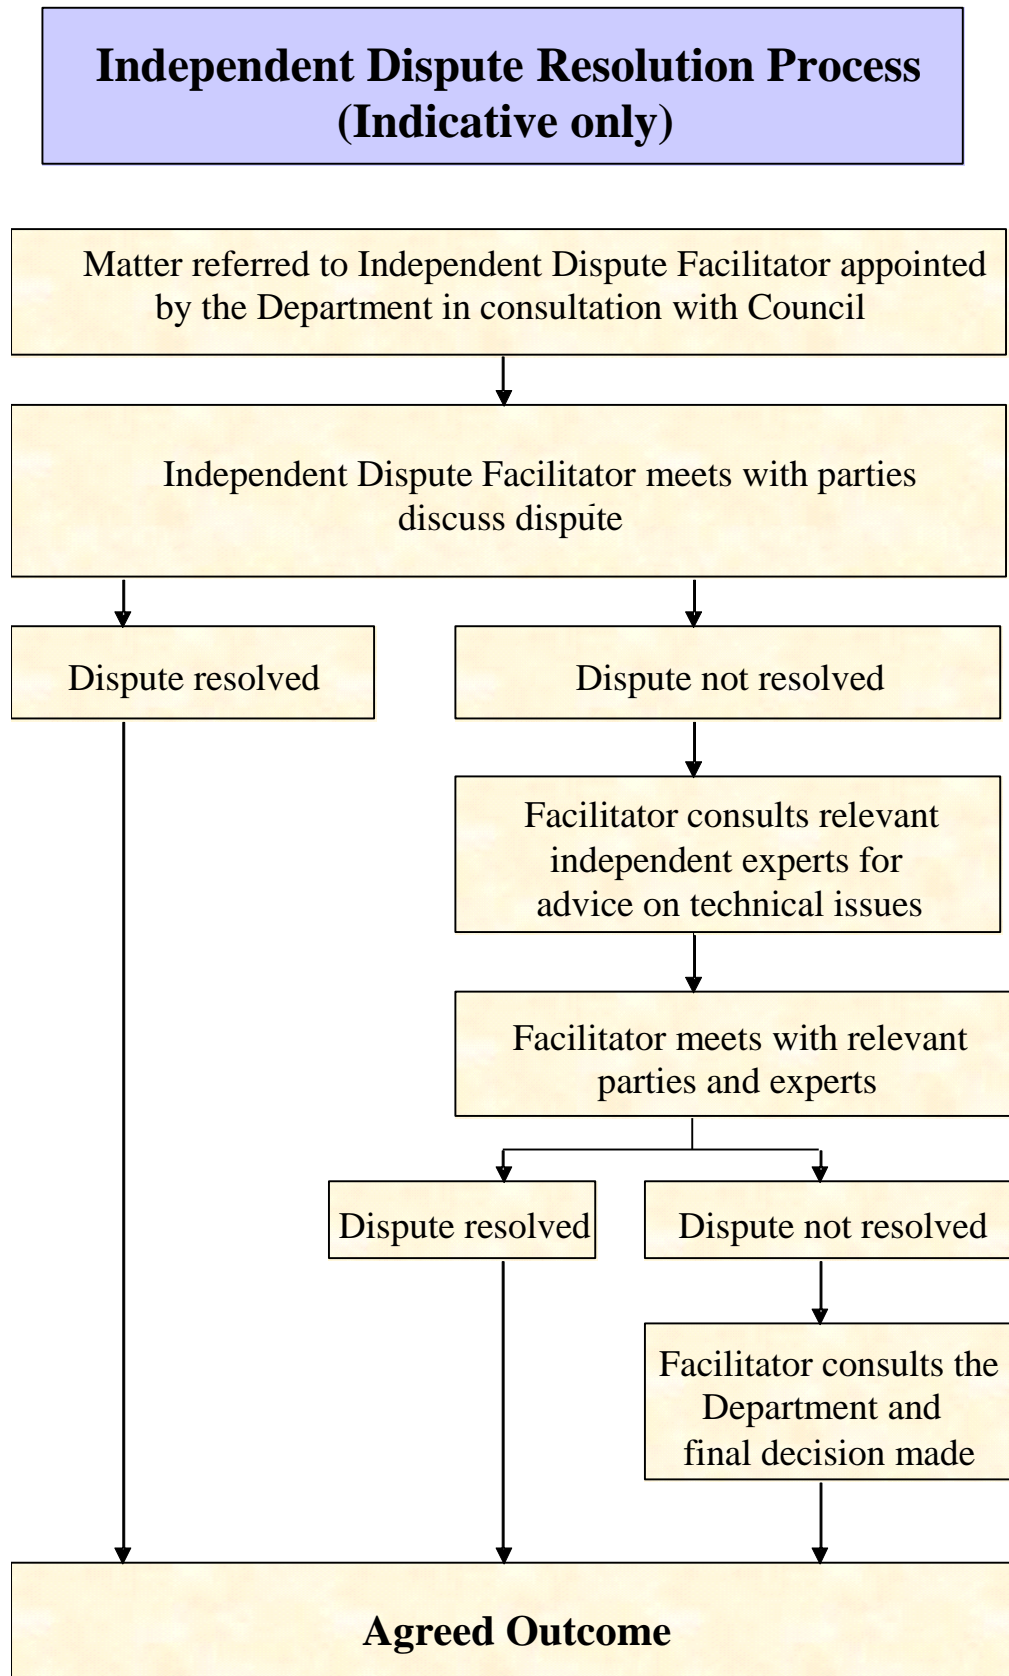 Independent Dispute Resolution Process
(Indicative only)
Matter referred to Independent Dispute Facilitator appointed
by the Department in consultation with Council
Independent Dispute Facilitator meets with parties
discuss dispute
Dispute resolved
Dispute not resolved
Facilitator consults relevant
independent experts for
advice on technical issues
Facilitator meets with relevant
parties and experts
Dispute resolved
Dispute not resolved
Facilitator consults the
Department and
final decision made
Agreed Outcome